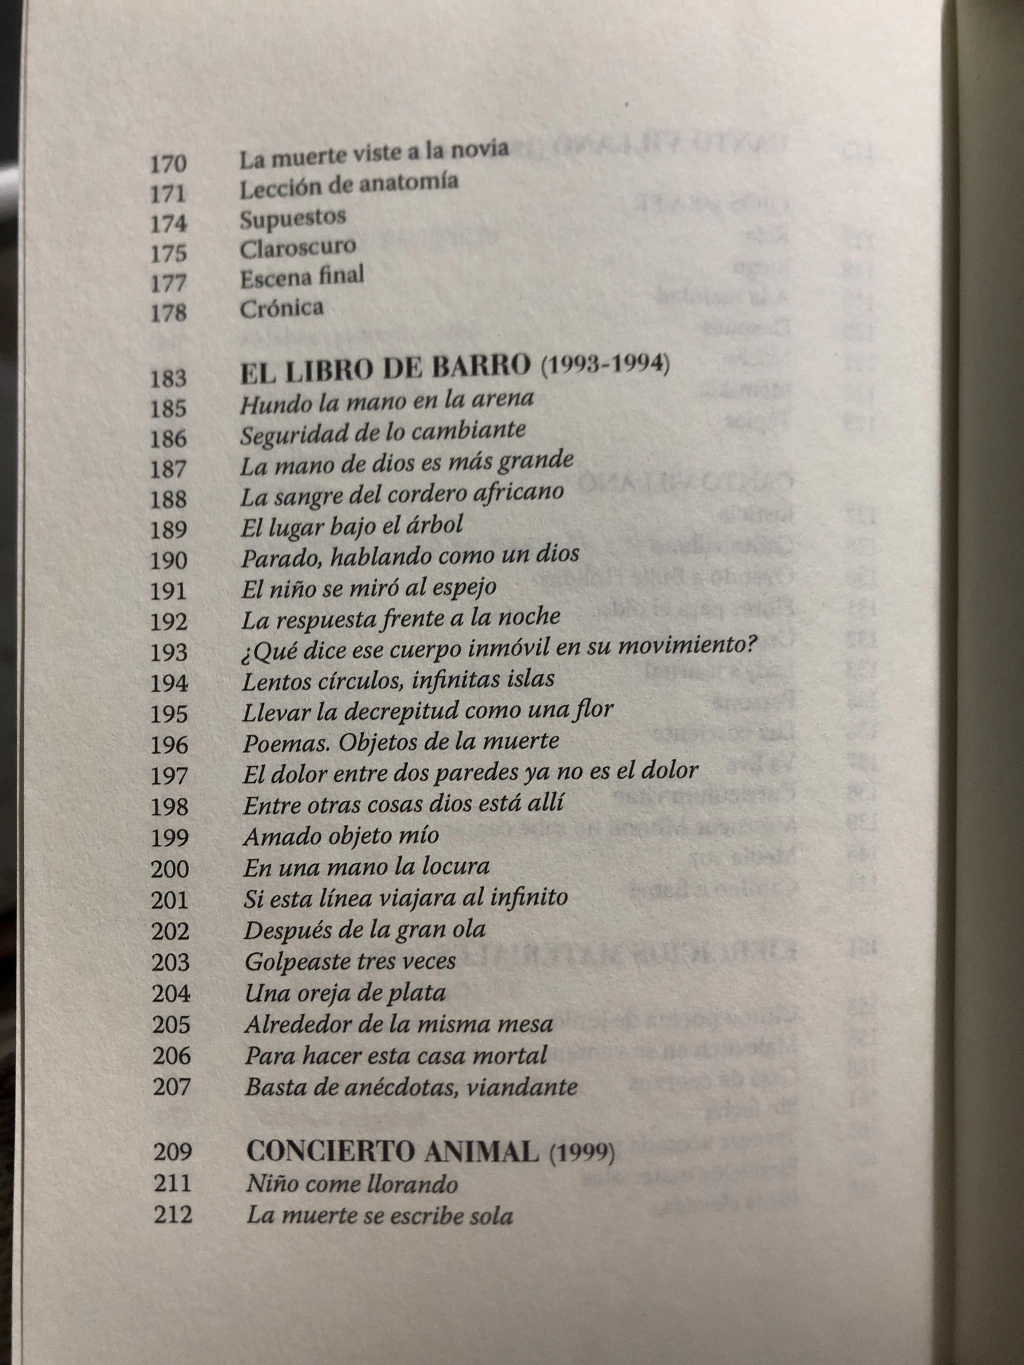 170 La muerte viste a la novia
171 Lección de anatomía
174 Supuestos
175 Claroscuro
177 Escena final
178 Crónica
183 EL LIBRO DE BARRO (1993-1994)
185 Hundo la mano en la arena
186 Seguridad de lo cambiante
187 La mano de dios es más grande
188 La sangre del cordero africano
189 El lugar bajo el árbol
190 Parado, hablando como un dios
191 El niño se miró al espejo
192 La respuesta frente a la noche
193 ¿Qué dice ese cuerpo inmóvil en su movimiento?
194 Lentos círculos, infinitas islas
195 Llevar la decrepitud como una flor
196 Poemas. Objetos de la muerte
197 El dolor entre dos paredes ya no es el dolor
198 Entre otras cosas dios está allí
199 Amado objeto mío
200 En una mano la locura
201 Si esta línea viajara al infinito
202 Después de la gran ola
203 Golpeaste tres veces
204 Una oreja de plata
205 Alrededor de la misma mesa
206 Para hacer esta casa mortal
207 Basta de anécdotas, viandante
209 CONCIERTO ANIMAL (1999)
211 Niño come llorando
212 La muerte se escribe sola